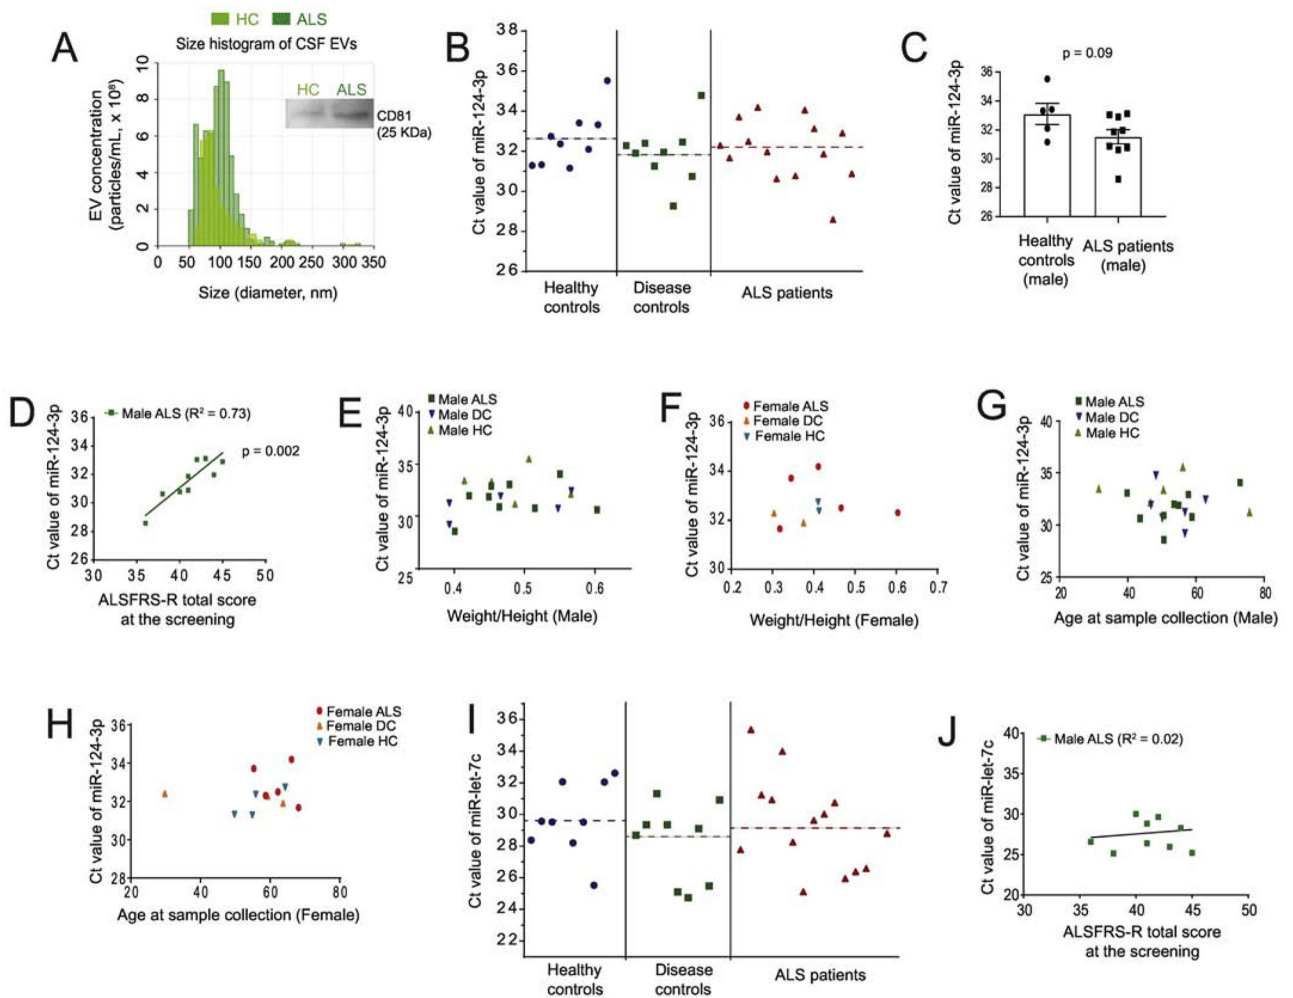 HC ALS
A
Size histogram of CSF EVs
EV concentration
(particles/mL, x 10⁸)
10
8
6
4
2
0
HC ALS
CD81
(25 KDa)
0 50 100 150 200 250 300 350
Size (diameter, nm)
B
Ct value of miR-124-3p
38
36
34
32
30
28
26
Healthy
controls
Disease
controls
ALS patients
C
p = 0.09
Ct value of miR-124-3p
36
34
32
30
28
26
Healthy
controls
(male)
ALS patients
(male)
D
Ct value of miR-124-3p
Male ALS (R² = 0.73)
p = 0.002
36
34
32
30
28
26
30 35 40 45 50
ALSFRS-R total score
at the screening
E
Male ALS
Male DC
Male HC
Ct value of miR-124-3p
40
35
30
25
0.4 0.5 0.6
Weight/Height (Male)
F
Female ALS
Female DC
Female HC
Ct value of miR-124-3p
36
34
32
30
0.2 0.3 0.4 0.5 0.6 0.7
Weight/Height (Female)
G
Male ALS
Male DC
Male HC
Ct value of miR-124-3p
40
35
30
25
20 40 60 80
Age at sample collection (Male)
H
Female ALS
Female DC
Female HC
Ct value of miR-124-3p
36
34
32
30
28
20 40 60 80
Age at sample collection (Female)
I
Ct value of miR-let-7c
36
34
32
30
28
26
24
22
Healthy
controls
Disease
controls
ALS patients
J
Male ALS (R² = 0.02)
Ct value of miR-let-7c
40
35
30
25
20
30 35 40 45 50
ALSFRS-R total score
at the screening